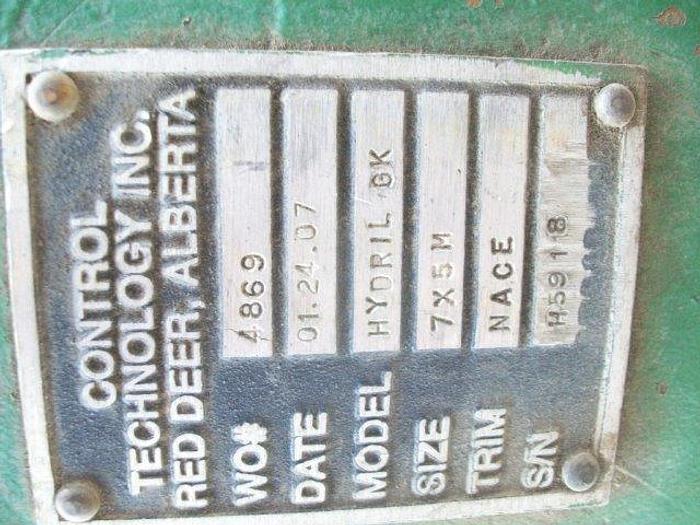 CONTROL
TECHNOLOGY INC.
RED DEER, ALBERTA
WO# 4869
DATE 01.24.07
MODEL HYDRIL GK
SIZE 7X5M
TRIM NACE
S/N H5918